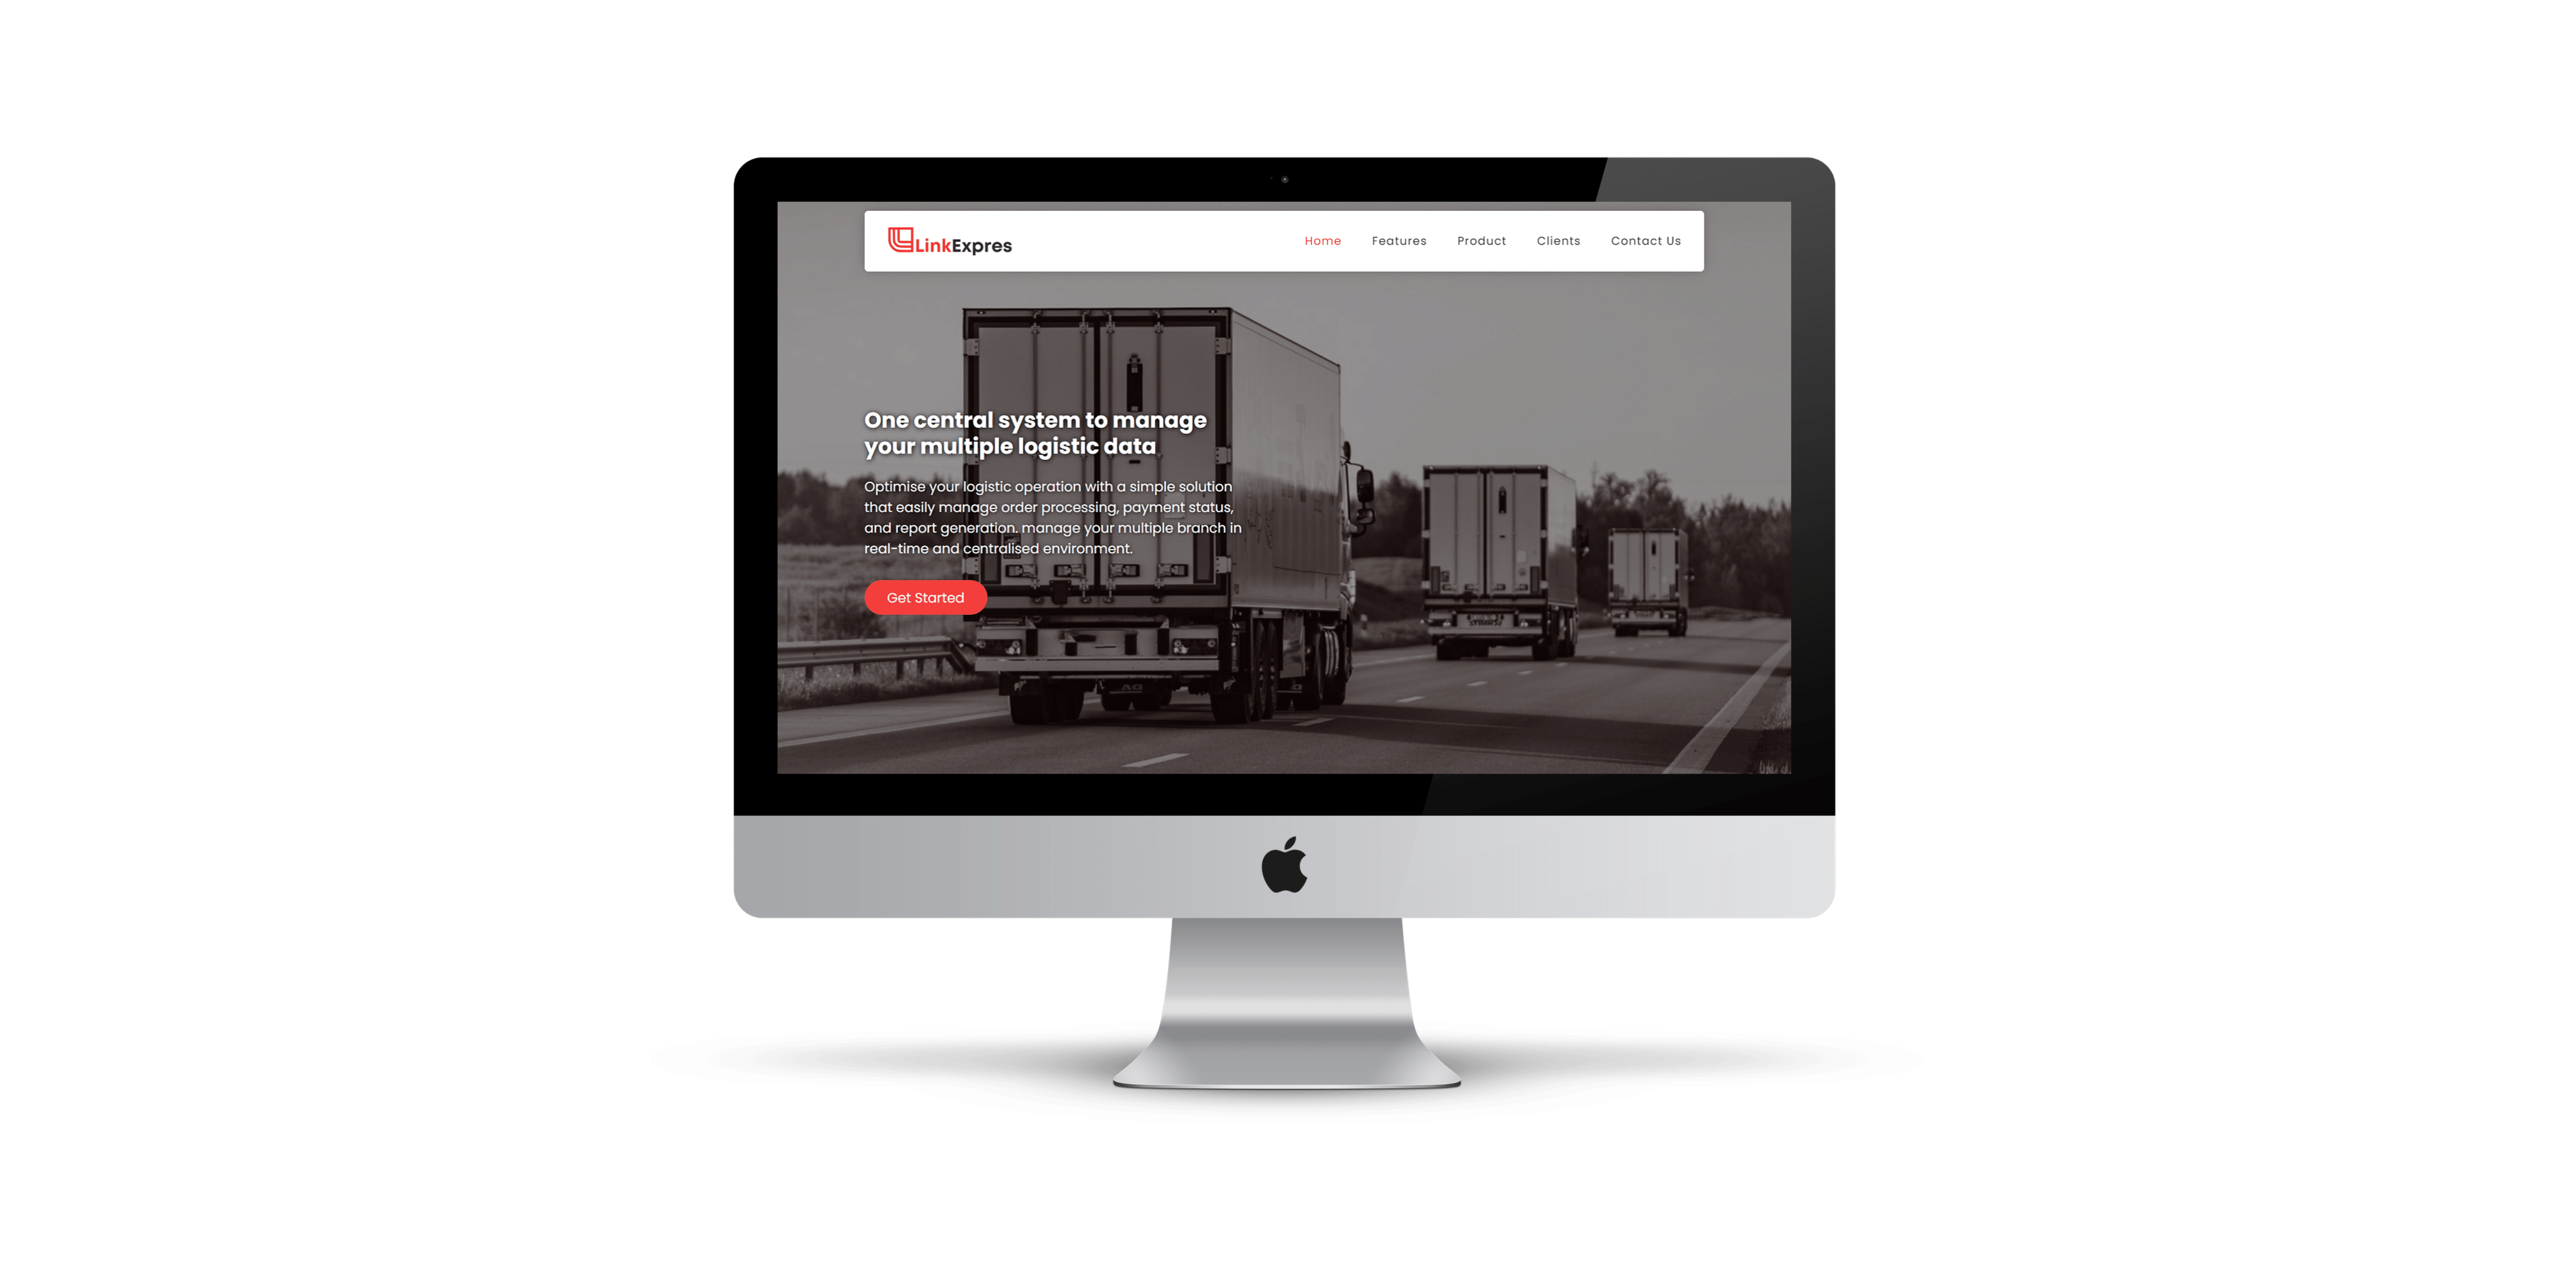 LinkExpres
Home Features Product Clients Contact Us
One central system to manage
your multiple logistic data
Optimise your logistic operation with a simple solution
that easily manage order processing, payment status,
and report generation. manage your multiple branch in
real-time and centralised environment.
Get Started